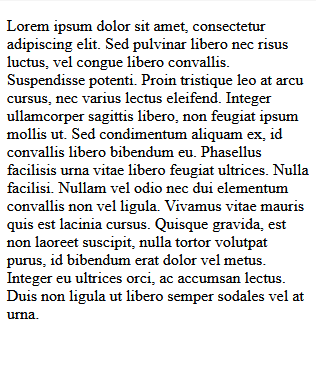 Lorem ipsum dolor sit amet, consectetur
adipiscing elit. Sed pulvinar libero nec risus
luctus, vel congue libero convallis.
Suspendisse potenti. Proin tristique leo at arcu
cursus, nec varius lectus eleifend. Integer
ullamcorper sagittis libero, non feugiat ipsum
mollis ut. Sed condimentum aliquam ex, id
convallis libero bibendum eu. Phasellus
facilisis urna vitae libero feugiat ultrices. Nulla
facilisi. Nullam vel odio nec dui elementum
convallis non vel ligula. Vivamus vitae mauris
quis est lacinia cursus. Quisque gravida, est
non laoreet suscipit, nulla tortor volutpat
purus, id bibendum erat dolor vel metus.
Integer eu ultrices orci, ac accumsan lectus.
Duis non ligula ut libero semper sodales vel at
urna.